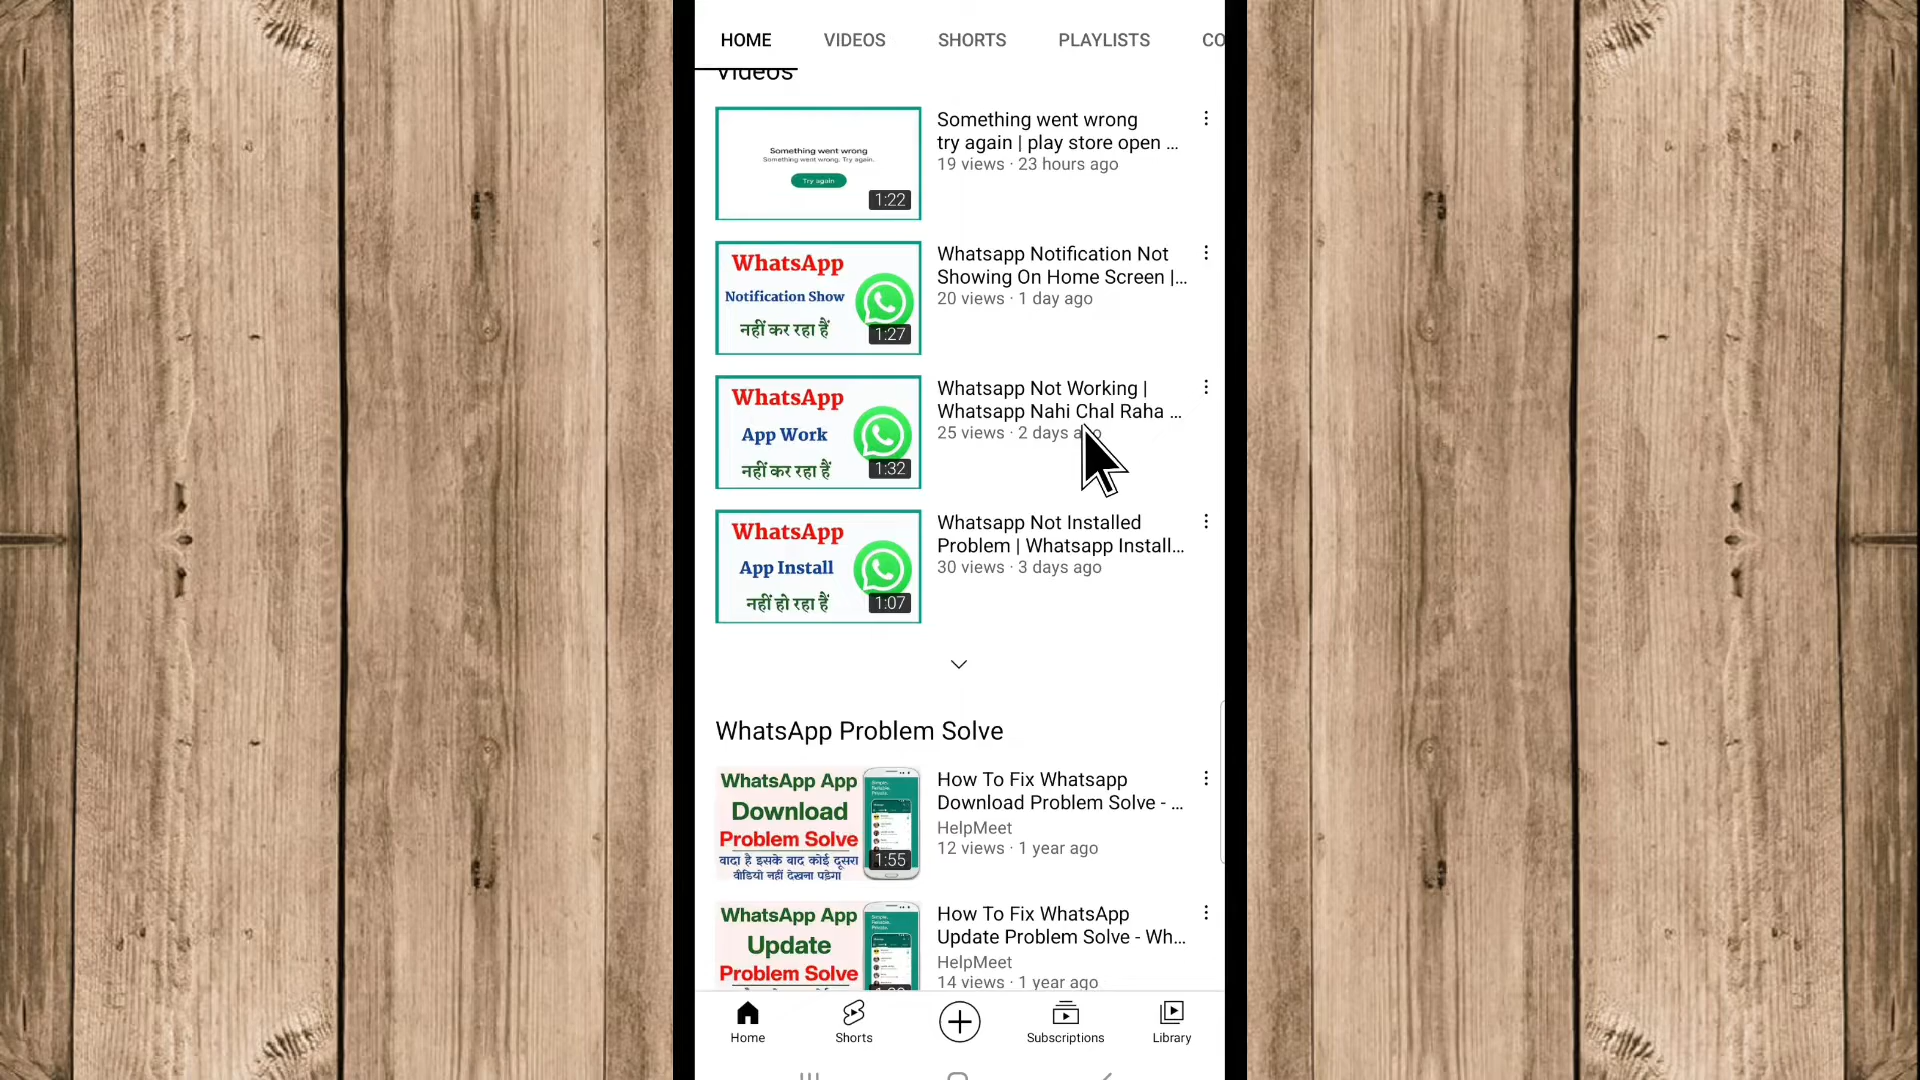 HOME VIDEOS SHORTS PLAYLISTS CO
Videos
Something went wrong
Something went wrong. Try again.
Try again
1:22
Something went wrong
try again | play store open ...
19 views · 23 hours ago
WhatsApp
Notification Show
नहीं कर रहा हैं
1:27
Whatsapp Notification Not
Showing On Home Screen |...
20 views · 1 day ago
WhatsApp
App Work
नहीं कर रहा हैं
1:32
Whatsapp Not Working |
Whatsapp Nahi Chal Raha ...
25 views · 2 days ago
WhatsApp
App Install
नहीं हो रहा हैं
1:07
Whatsapp Not Installed
Problem | Whatsapp Install...
30 views · 3 days ago
WhatsApp Problem Solve
WhatsApp App
Download
Problem Solve
वादा है इसके बाद कोई दूसरा
वीडियो नहीं देखना पड़ेगा
1:55
How To Fix Whatsapp
Download Problem Solve - ...
HelpMeet
12 views · 1 year ago
WhatsApp App
Update
Problem Solve
How To Fix WhatsApp
Update Problem Solve - Wh...
HelpMeet
14 views · 1 year ago
Home Shorts Subscriptions Library